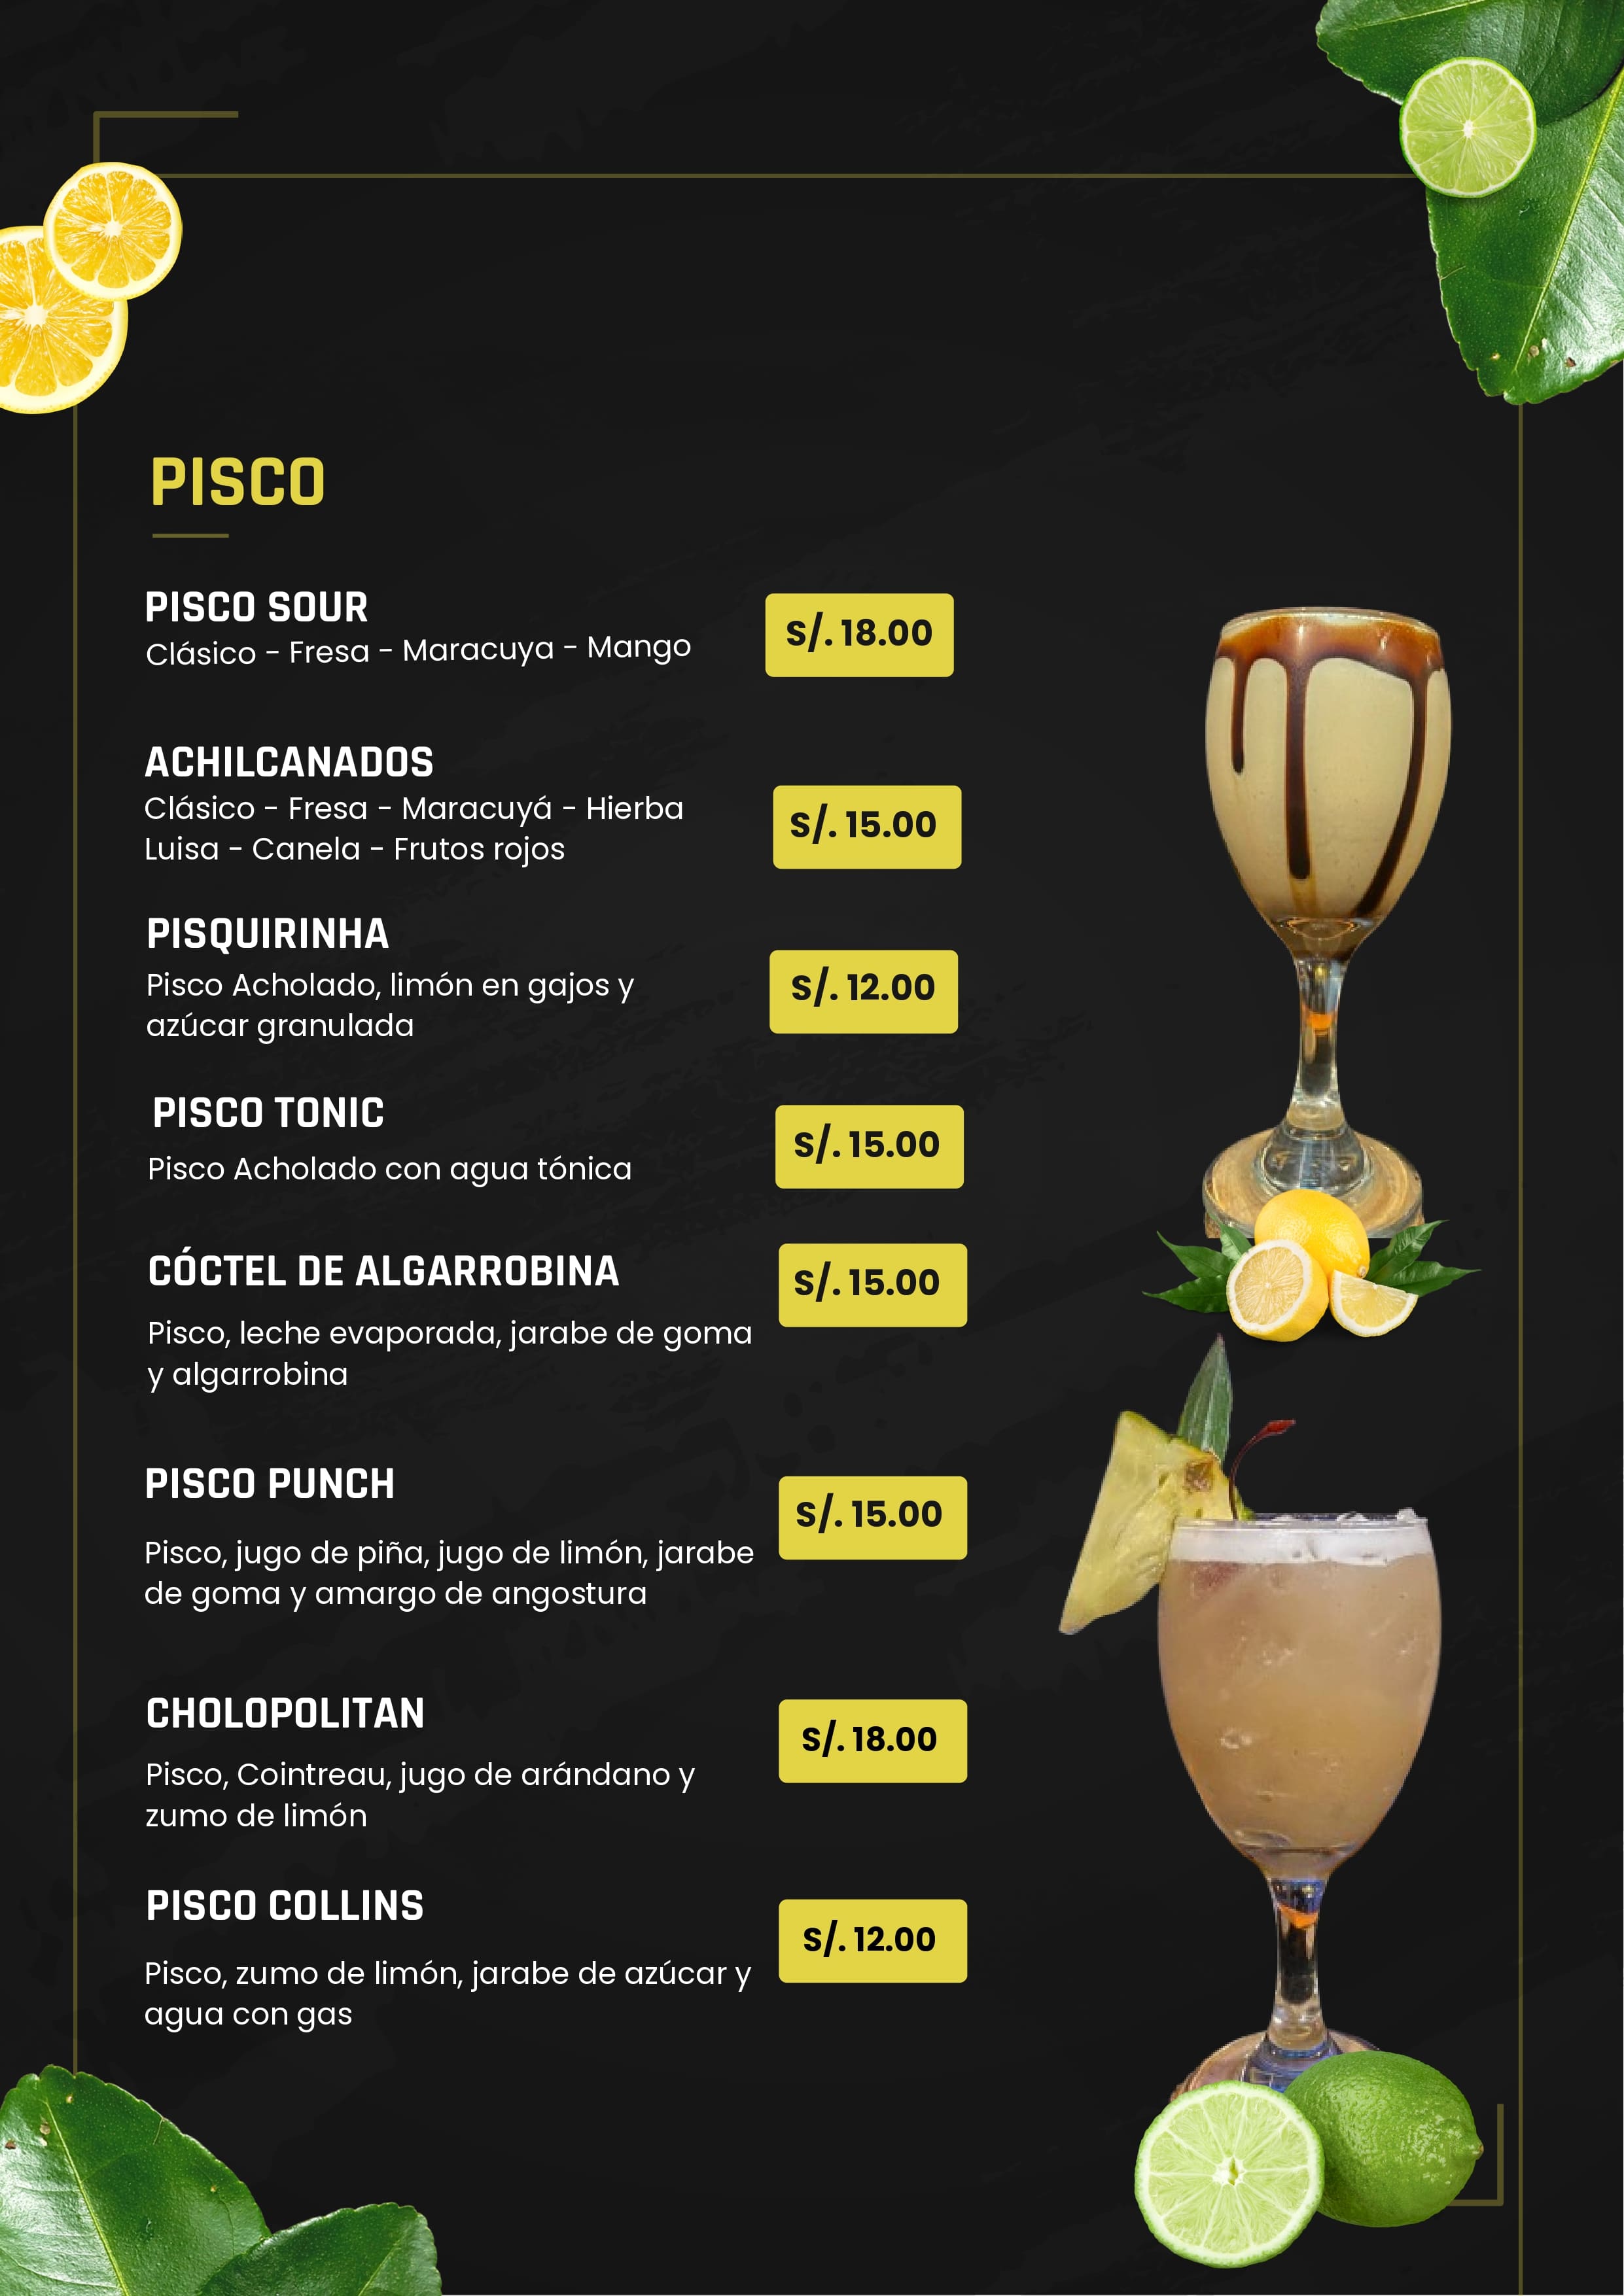 PISCO
PISCO SOUR
Clásico - Fresa - Maracuya - Mango
S/. 18.00
ACHILCANADOS
Clásico - Fresa - Maracuyá - Hierba
Luisa - Canela - Frutos rojos
S/. 15.00
PISQUIRINHA
Pisco Acholado, limón en gajos y
azúcar granulada
S/. 12.00
PISCO TONIC
Pisco Acholado con agua tónica
S/. 15.00
CÓCTEL DE ALGARROBINA
S/. 15.00
Pisco, leche evaporada, jarabe de goma
y algarrobina
PISCO PUNCH
S/. 15.00
Pisco, jugo de piña, jugo de limón, jarabe
de goma y amargo de angostura
CHOLOPOLITAN
S/. 18.00
Pisco, Cointreau, jugo de arándano y
zumo de limón
PISCO COLLINS
S/. 12.00
Pisco, zumo de limón, jarabe de azúcar y
agua con gas